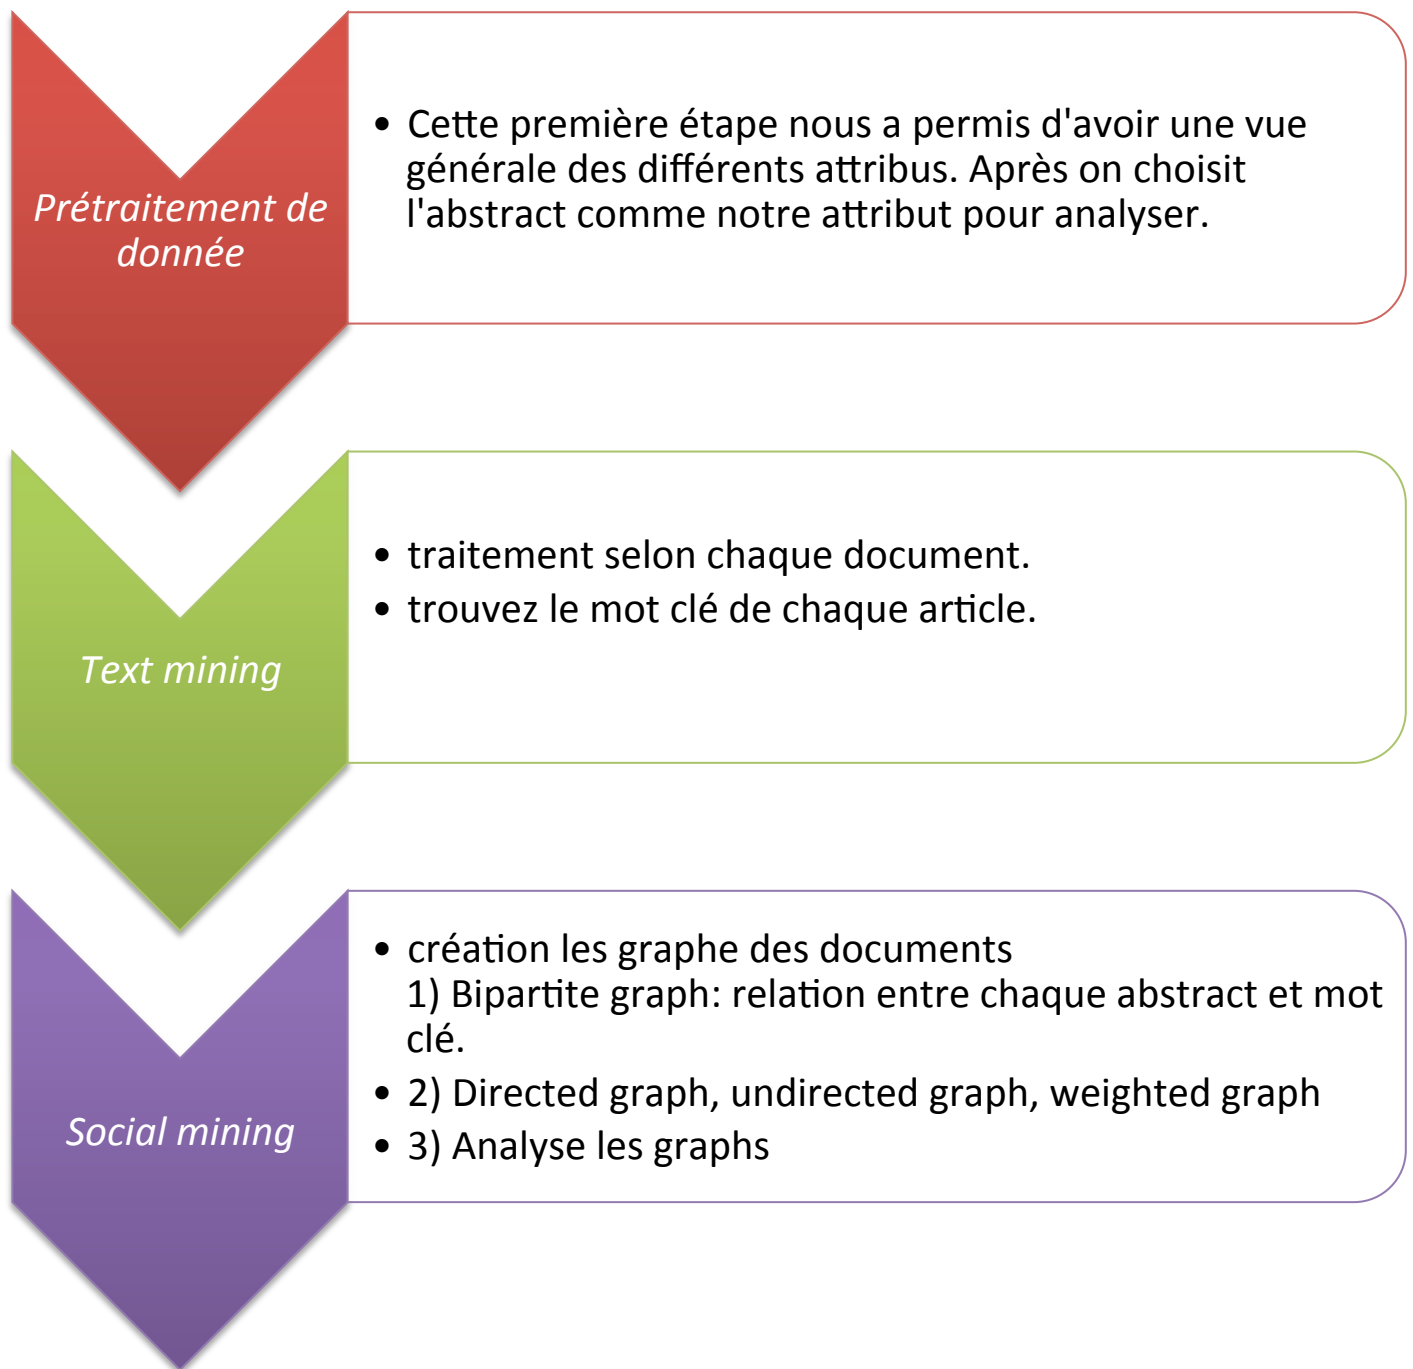 Prétraitement de
donnée
• Cette première étape nous a permis d'avoir une vue
générale des différents attribus. Après on choisit
l'abstract comme notre attribut pour analyser.
Text mining
• traitement selon chaque document.
• trouvez le mot clé de chaque article.
Social mining
• création les graphe des documents
1) Bipartite graph: relation entre chaque abstract et mot
clé.
• 2) Directed graph, undirected graph, weighted graph
• 3) Analyse les graphs